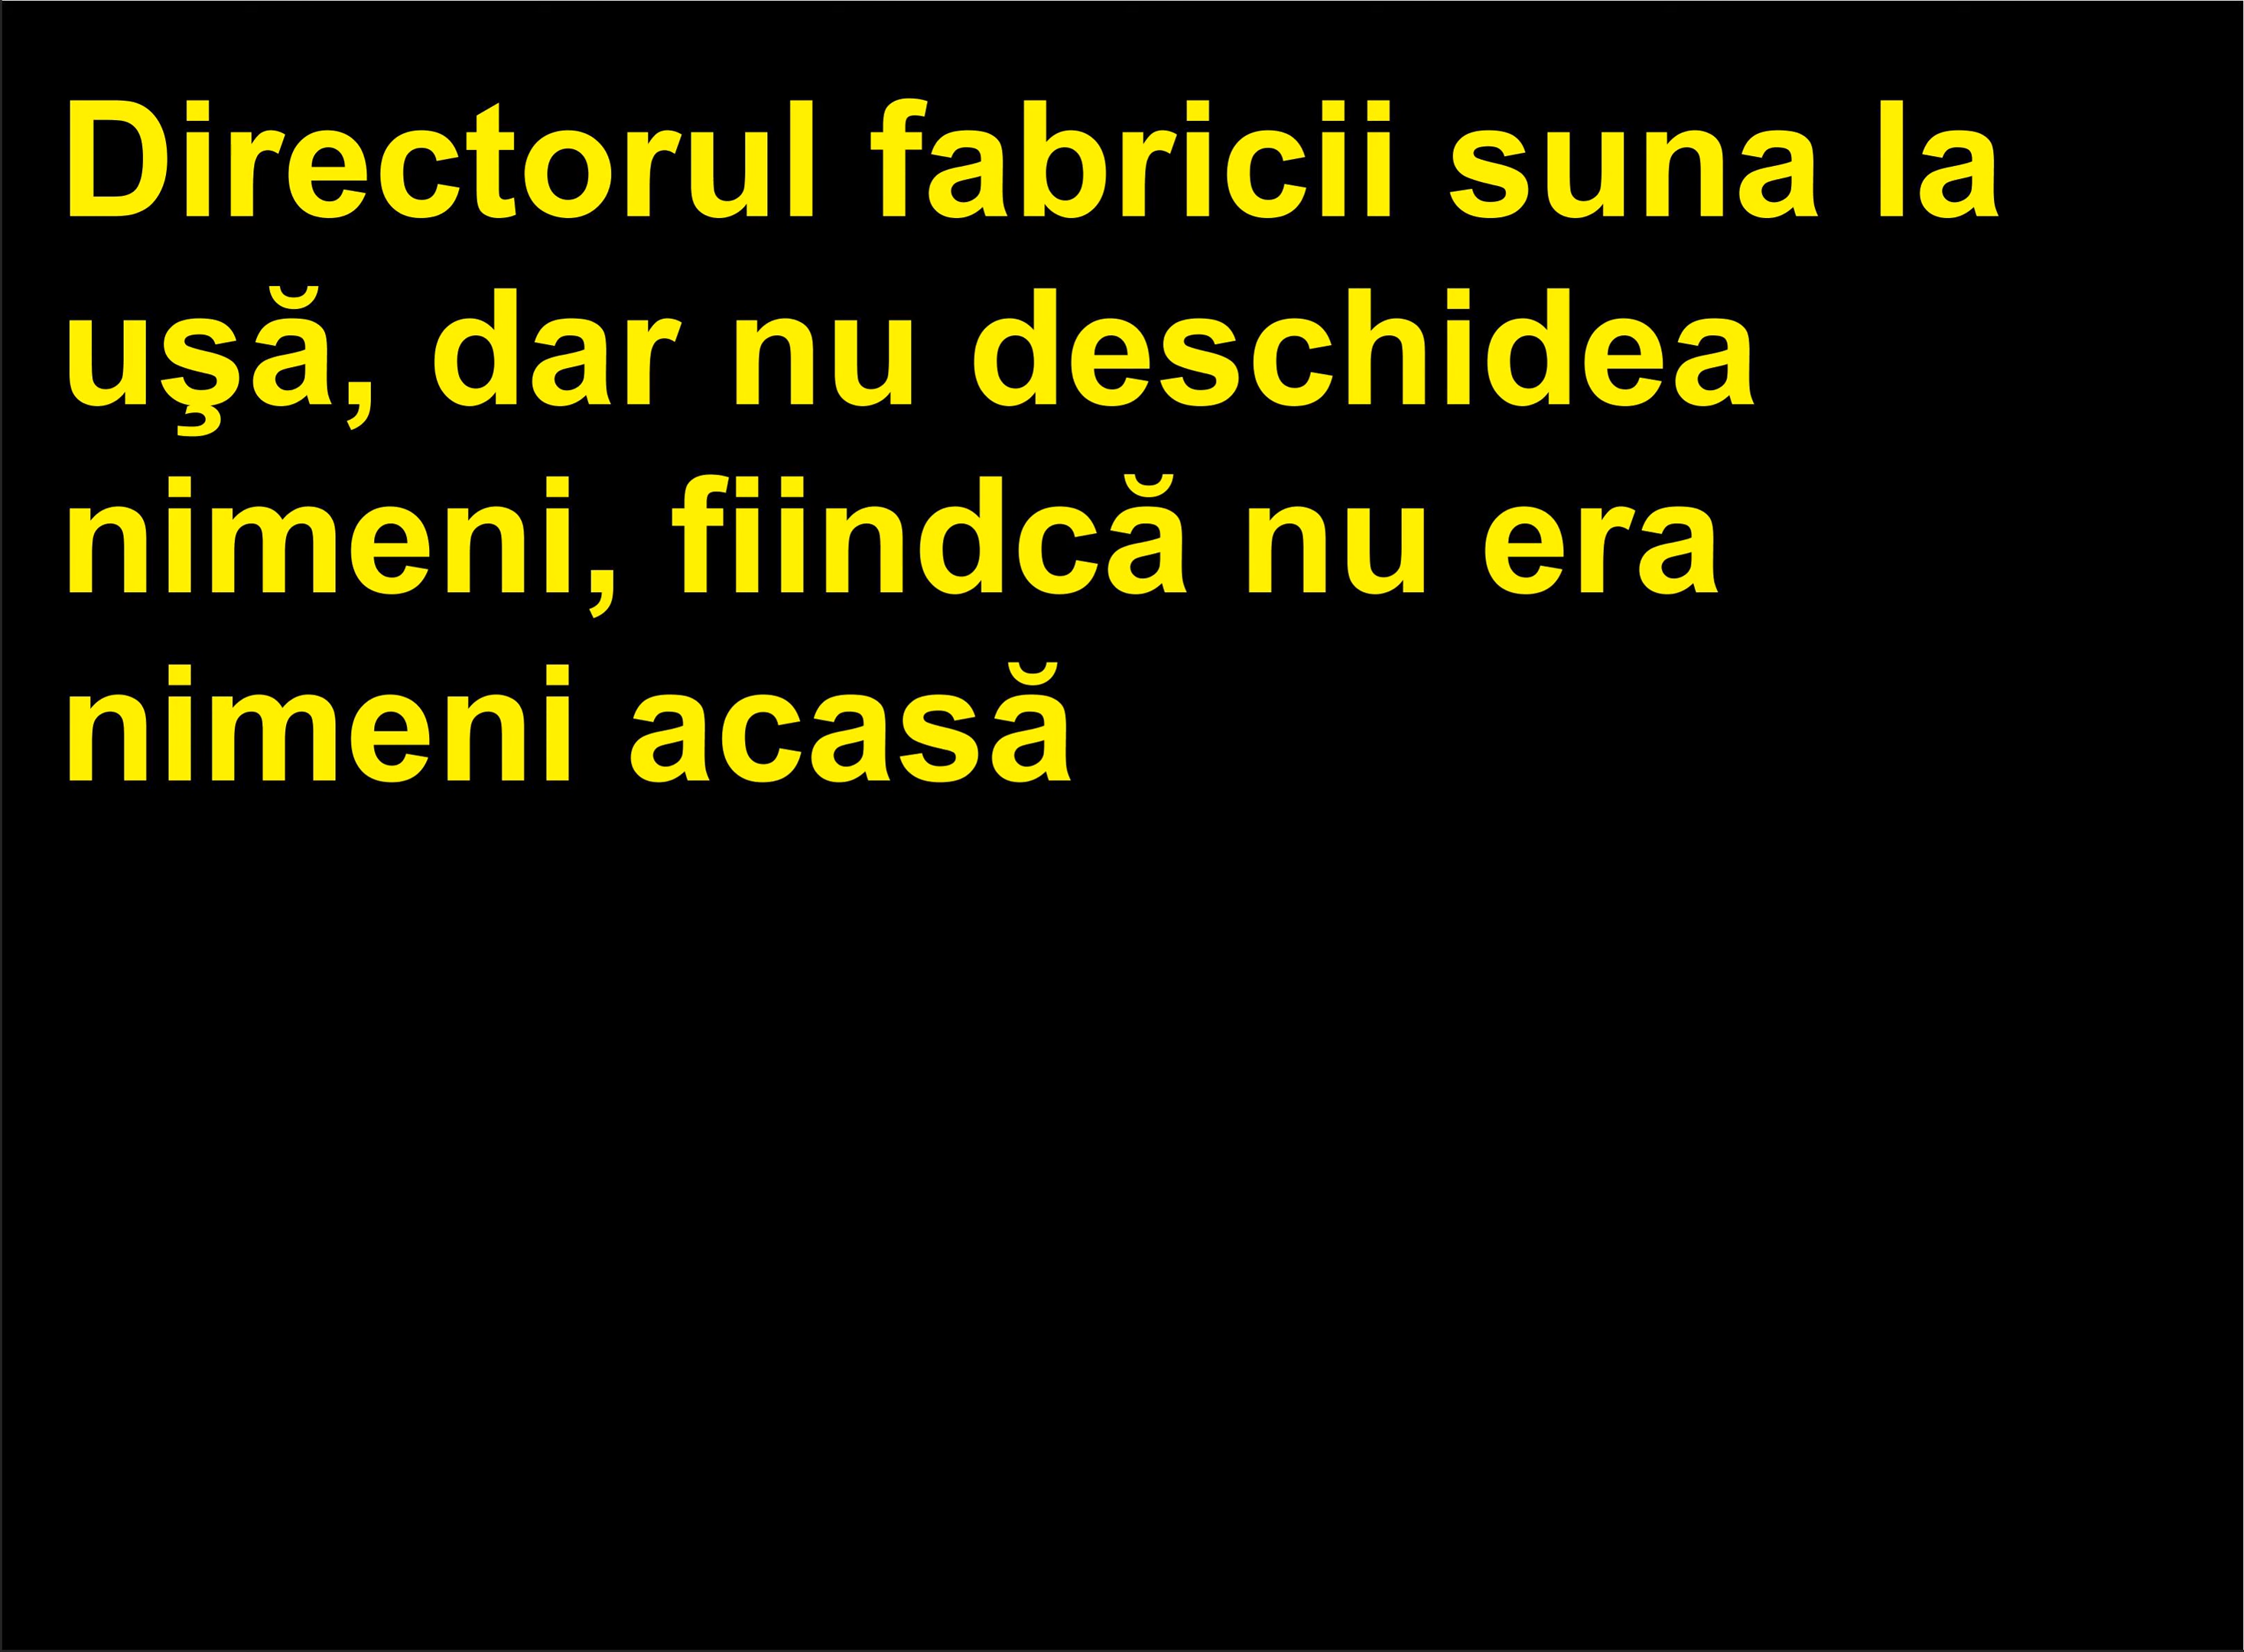 Directorul fabricii suna la
uşă, dar nu deschidea
nimeni, fiindcă nu era
nimeni acasă